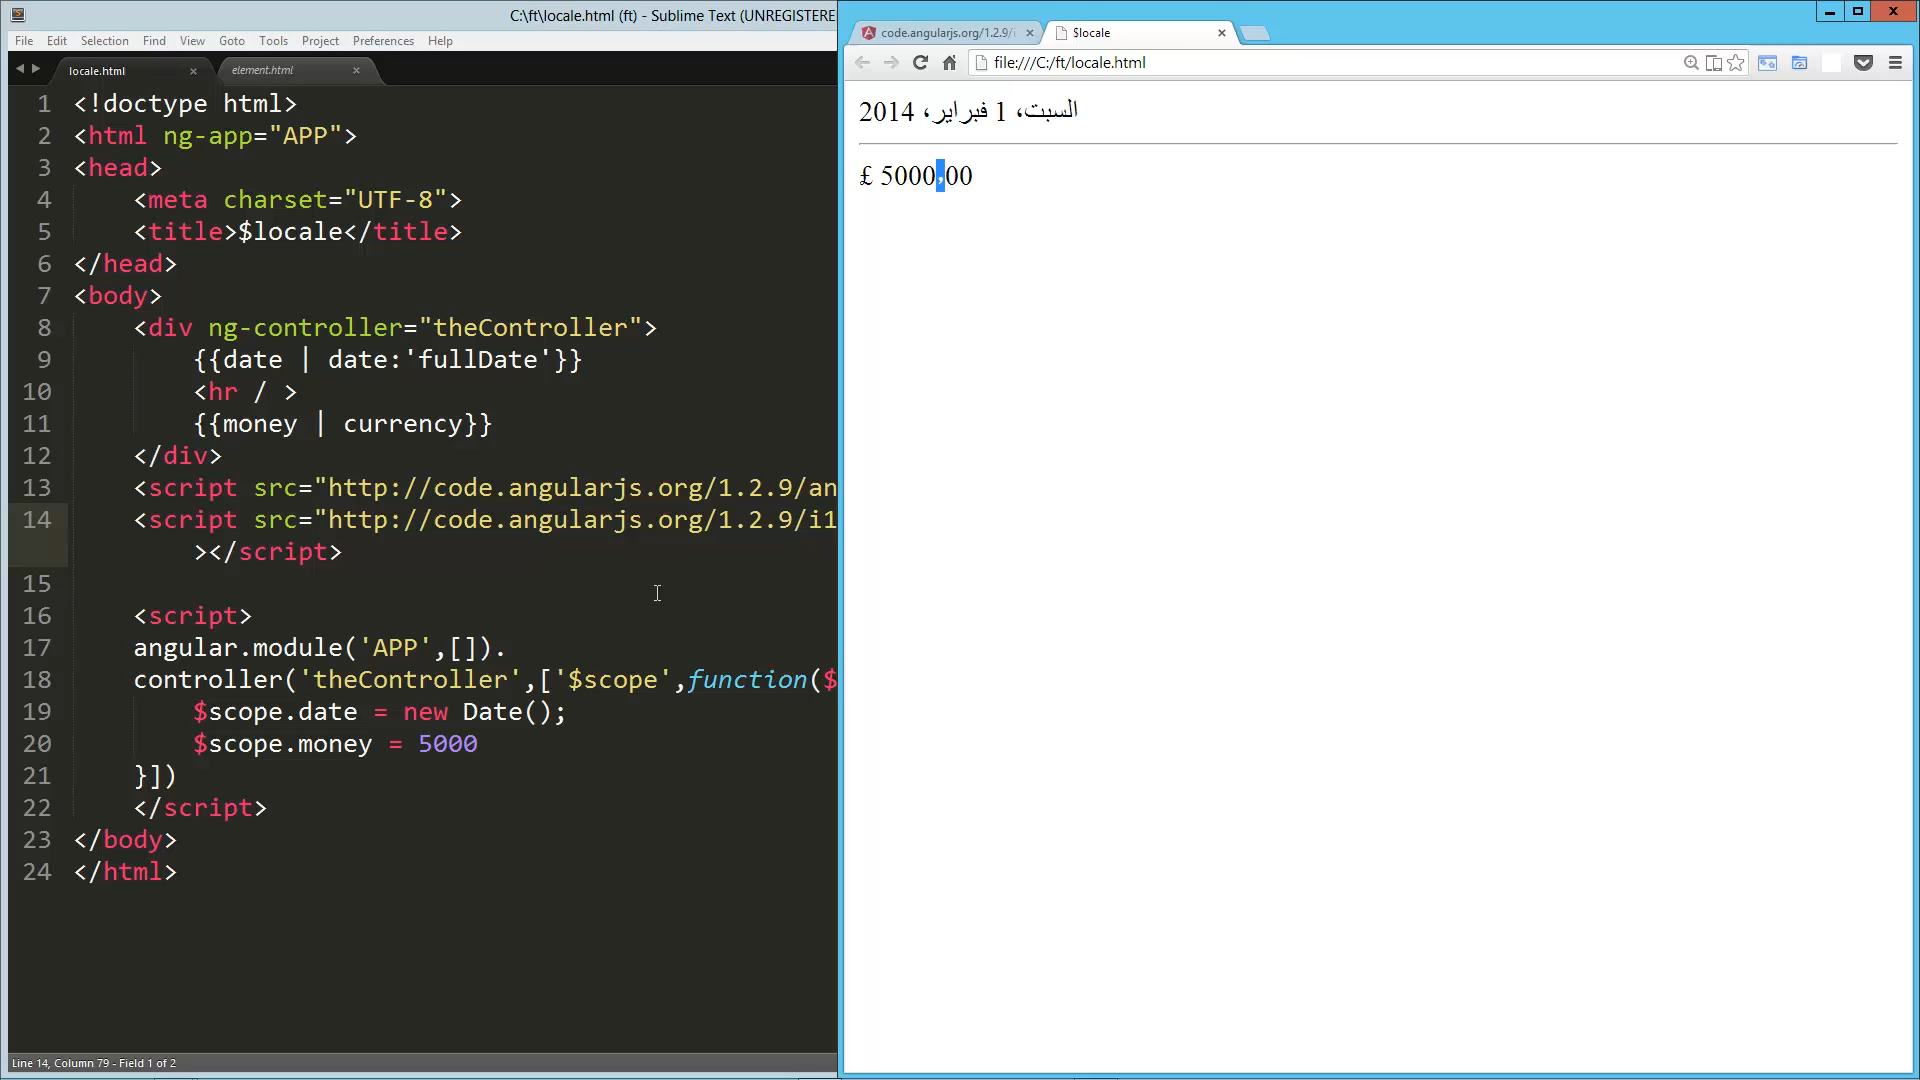 C:\ft\locale.html (ft) - Sublime Text (UNREGISTERE
File Edit Selection Find View Goto Tools Project Preferences Help
locale.html element.html
1 <!doctype html>
2 <html ng-app="APP">
3 <head>
4 <meta charset="UTF-8">
5 <title>$locale</title>
6 </head>
7 <body>
8 <div ng-controller="theController">
9 {{date | date:'fullDate'}}
10 <hr / >
11 {{money | currency}}
12 </div>
13 <script src="http://code.angularjs.org/1.2.9/an
14 <script src="http://code.angularjs.org/1.2.9/i1
></script>
15
16 <script>
17 angular.module('APP',[]).
18 controller('theController',['$scope',function($
19 $scope.date = new Date();
20 $scope.money = 5000
21 }])
22 </script>
23 </body>
24 </html>
Line 14, Column 79 - Field 1 of 2
code.angularjs.org/1.2.9/i $locale
file:///C:/ft/locale.html
السبت، 1 فبراير، 2014
£ 5000,00